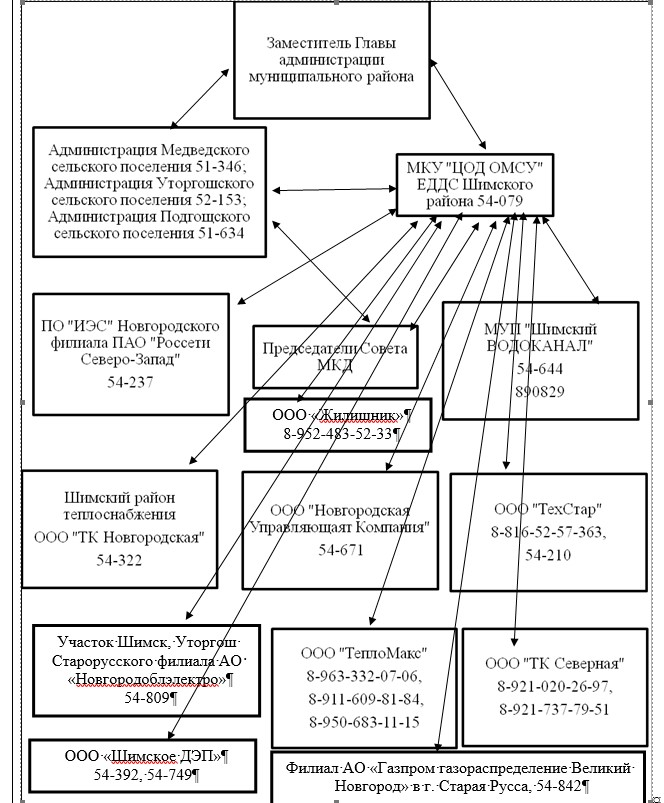 Заместитель Главы
администрации
муниципального района
Администрация Медведского
сельского поселения 51-346;
Администрация Уторгошского
сельского поселения 52-153;
Администрация Подгощского
сельского поселения 51-634
МКУ "ЦОД ОМСУ"
ЕДДС Шимского
района 54-079
ПО "ИЭС" Новгородского
филиала ПАО "Россети
Северо-Запад"
54-237
Председатели Совета
МКД
МУП "Шимский
ВОДОКАНАЛ"
54-644
890829
ООО·«Жилищник»¶
8-952-483-52-33¶
Шимский район
теплоснабжения
ООО "ТК Новгородская"
54-322
ООО "Новгородская
Управляющаят Компания"
54-671
ООО "ТехСтар"
8-816-52-57-363,
54-210
Участок·Шимск,·Уторгош·
Старорусского·филиала·АО·
«Новгородоблэлектро»¶
54-809¶
ООО "ТеплоМакс"
8-963-332-07-06,
8-911-609-81-84,
8-950-683-11-15
ООО "ТК Северная"
8-921-020-26-97,
8-921-737-79-51
ООО·«Шимское·ДЭП»¶
54-392,·54-749¶
Филиал·АО·«Газпром·газораспределение·Великий·
Новгород»·в·г.·Старая·Русса,·54-842¶